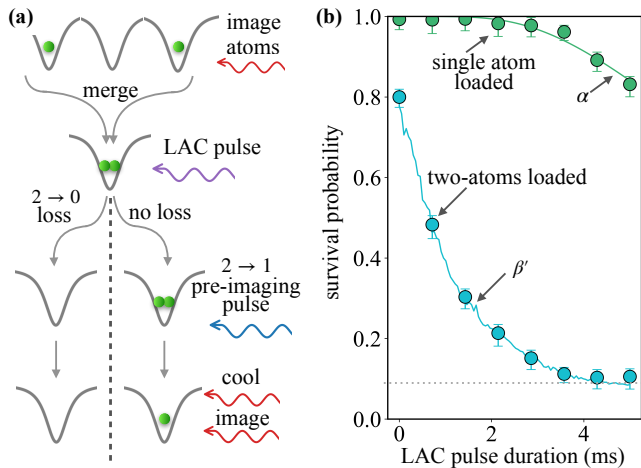 (a)
image
atoms
merge
LAC pulse
2 → 0
loss
no loss
2 → 1
pre-imaging
pulse
cool
image
(b)
1.0
0.8
0.6
0.4
0.2
0.0
survival probability
single atom
loaded
α
two-atoms loaded
β′
0
2
4
LAC pulse duration (ms)